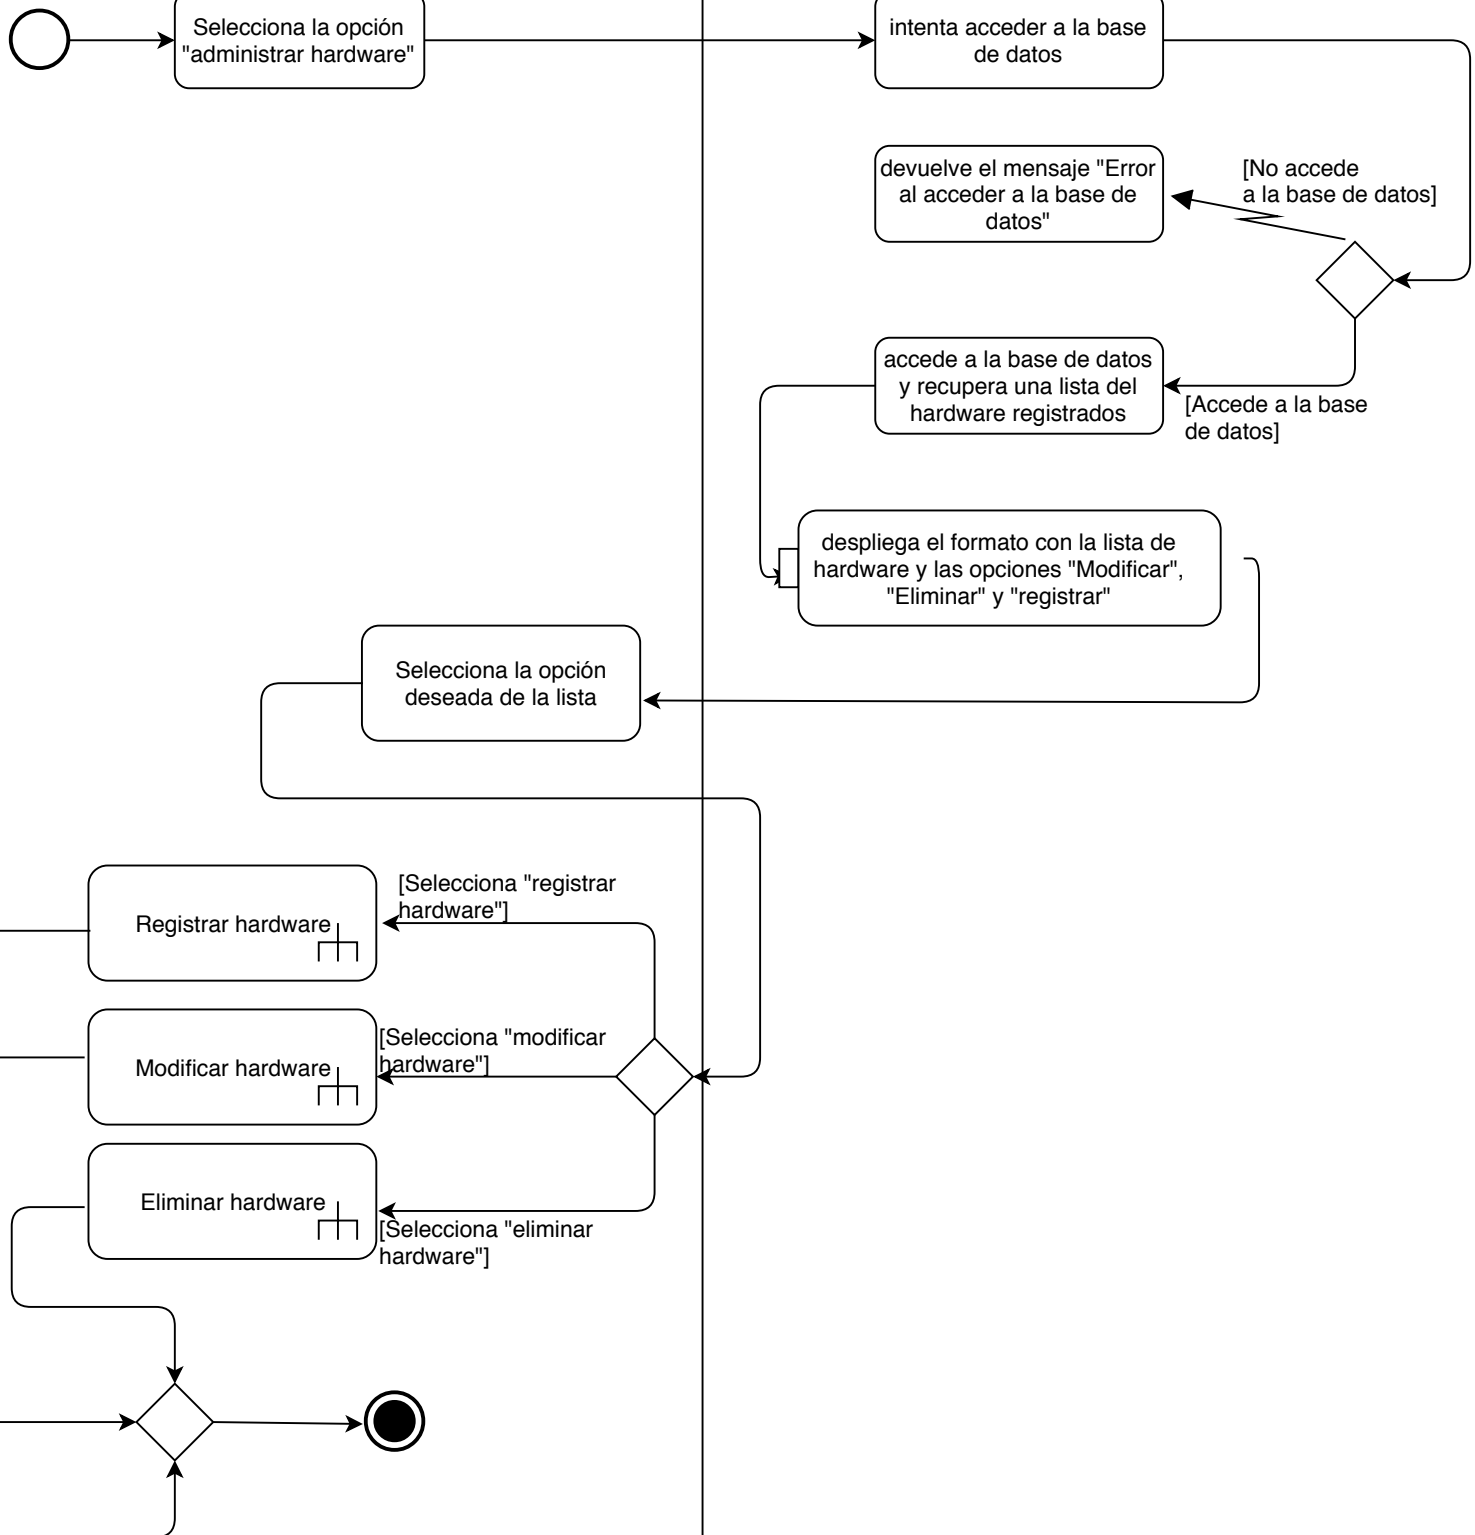 Selecciona la opción
"administrar hardware"
intenta acceder a la base
de datos
devuelve el mensaje "Error
al acceder a la base de
datos"
[No accede
a la base de datos]
accede a la base de datos
y recupera una lista del
hardware registrados
[Accede a la base
de datos]
despliega el formato con la lista de
hardware y las opciones "Modificar",
"Eliminar" y "registrar"
Selecciona la opción
deseada de la lista
Registrar hardware
[Selecciona "registrar
hardware"]
Modificar hardware
[Selecciona "modificar
hardware"]
Eliminar hardware
[Selecciona "eliminar
hardware"]